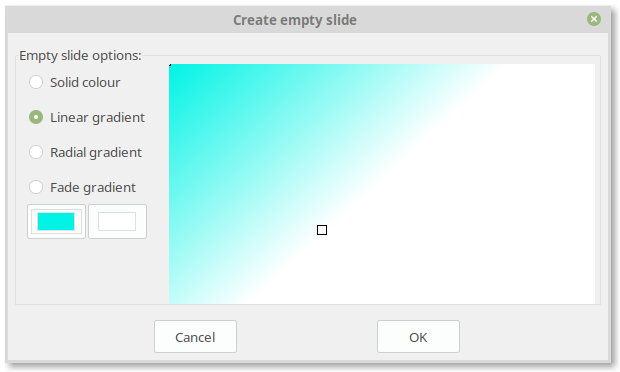 Create empty slide
Empty slide options:
Solid colour
Linear gradient
Radial gradient
Fade gradient
Cancel
OK